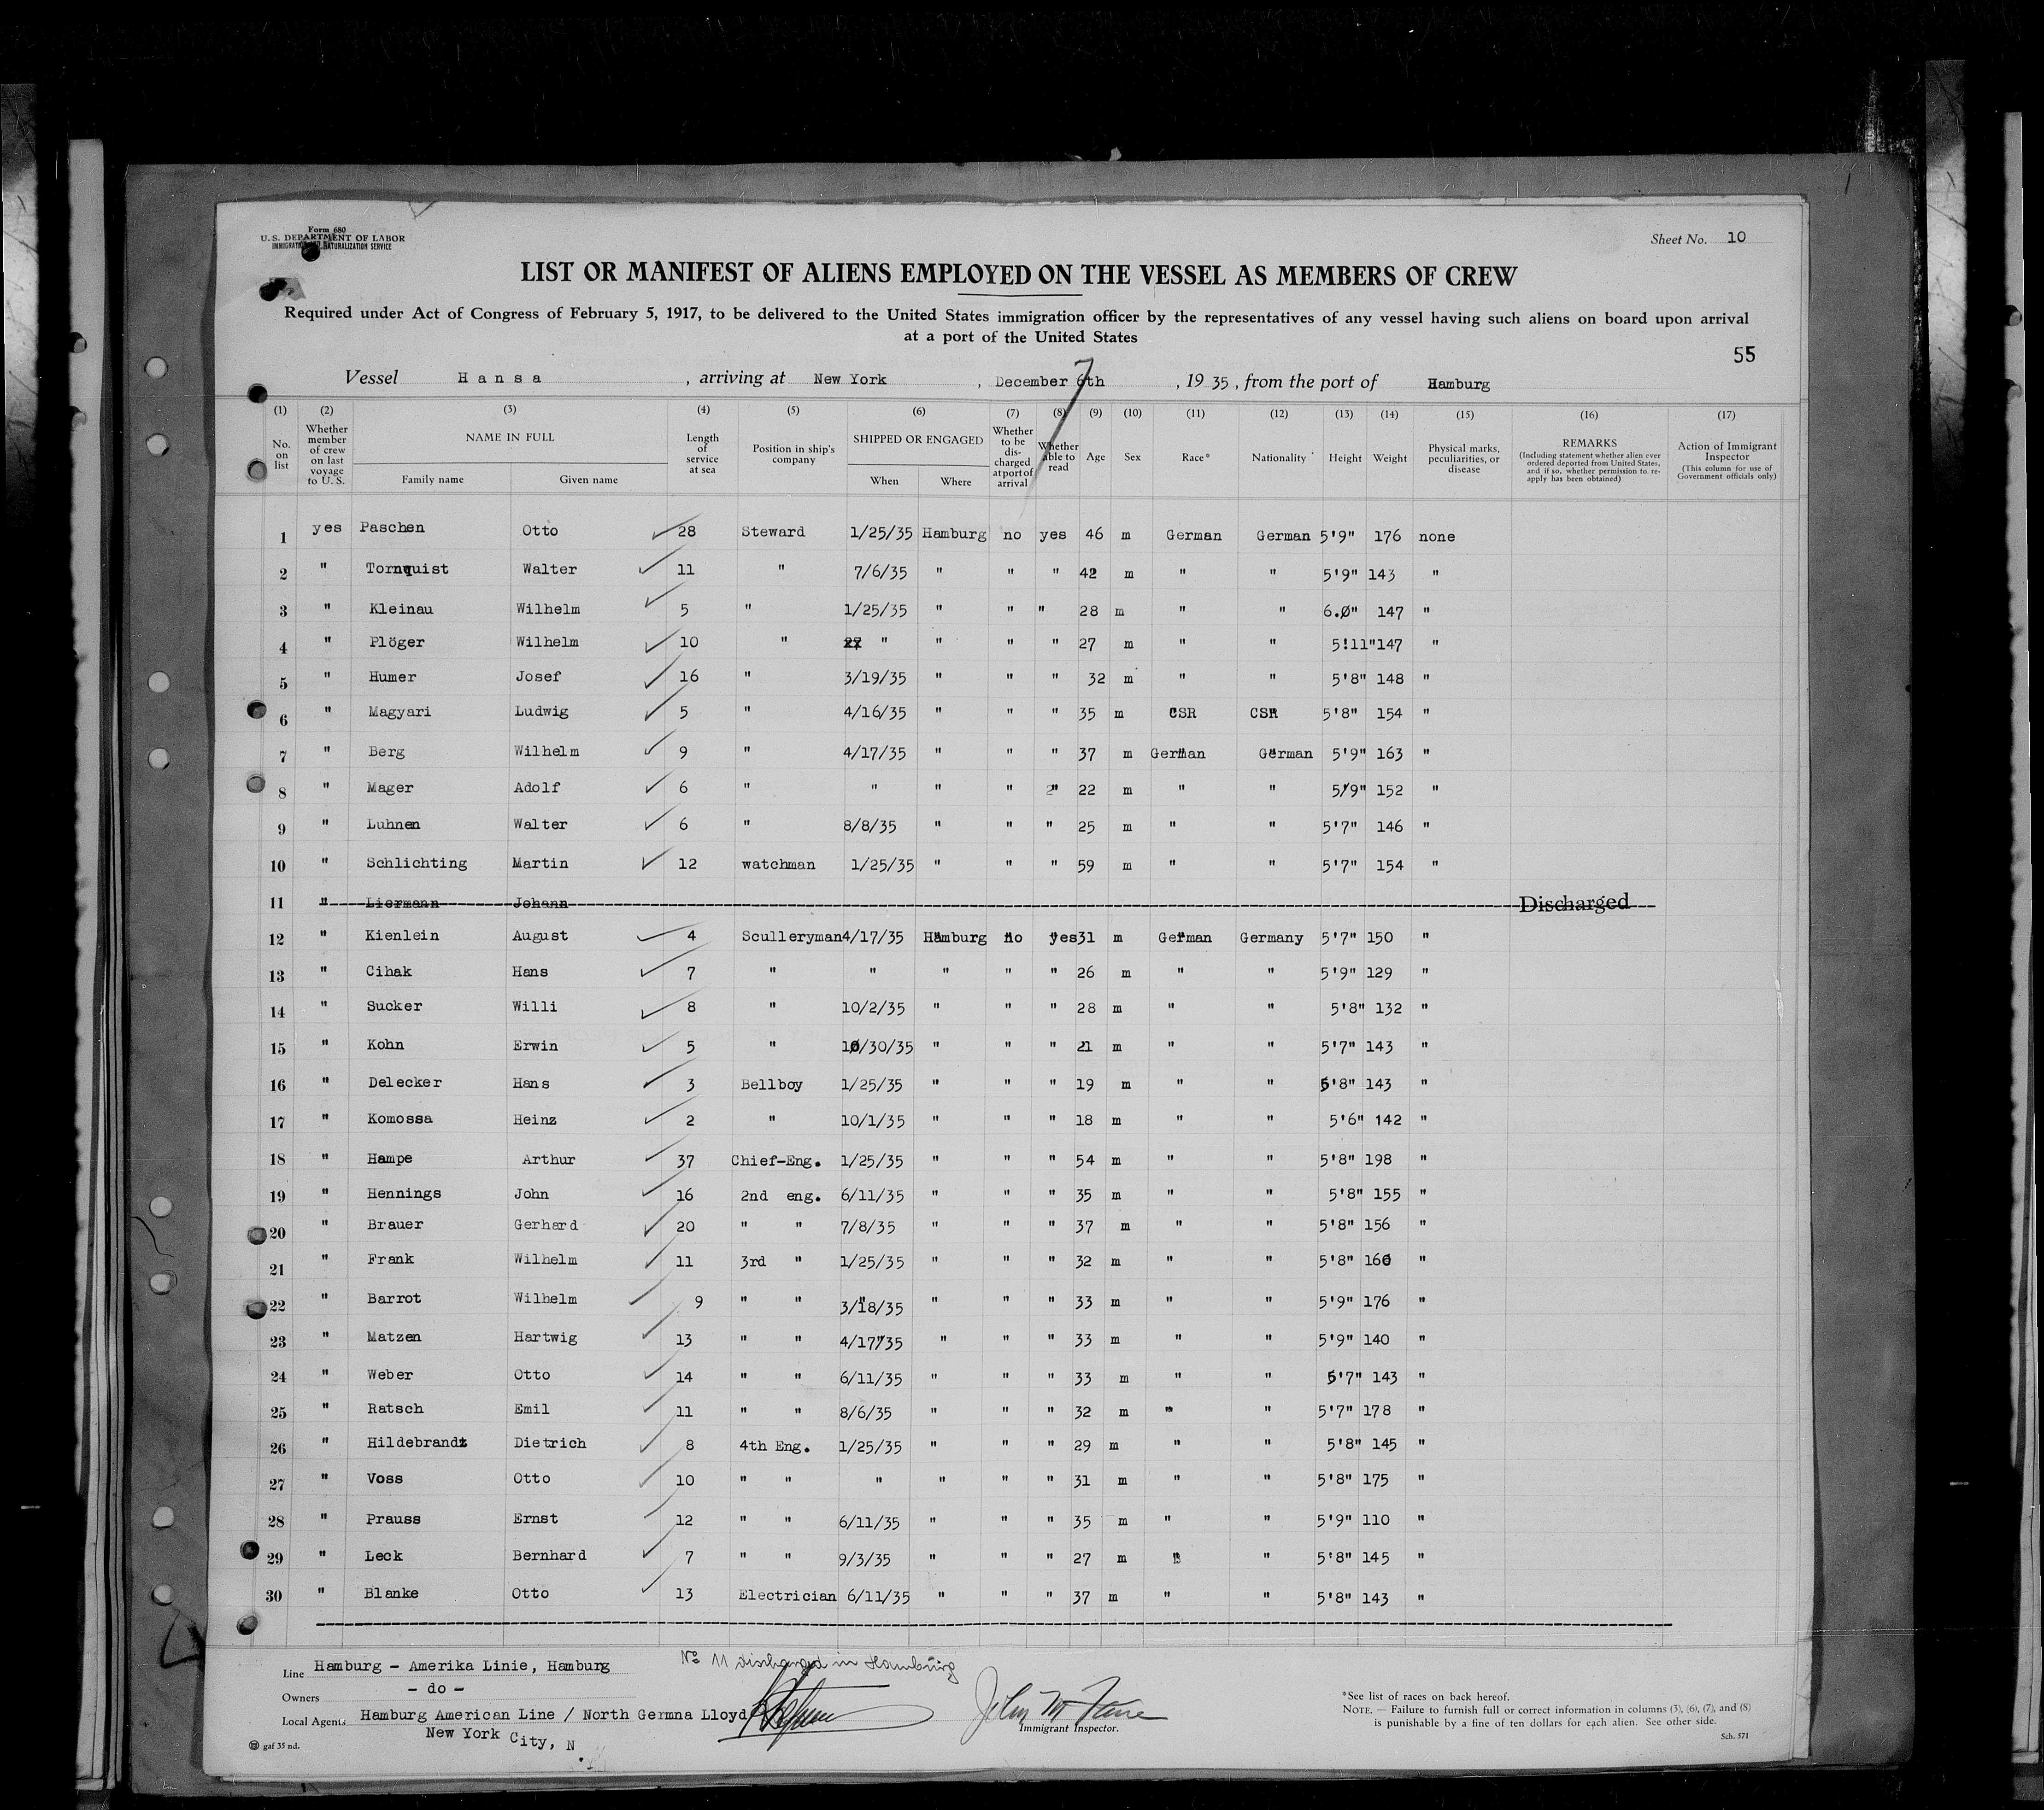 Form 680
U. S. DEPARTMENT OF LABOR
IMMIGRATION AND NATURALIZATION SERVICE
Sheet No. 10
LIST OR MANIFEST OF ALIENS EMPLOYED ON THE VESSEL AS MEMBERS OF CREW
Required under Act of Congress of February 5, 1917, to be delivered to the United States immigration officer by the representatives of any vessel having such aliens on board upon arrival
at a port of the United States
55
Vessel Hansa , arriving at New York , December 6th 7 , 1935 , from the port of Hamburg
(1) No. on list (2) Whether member of crew on last voyage to U. S. (3) NAME IN FULL Family name Given name (4) Length of service at sea (5) Position in ship's company (6) SHIPPED OR ENGAGED When Where (7) Whether to be discharged at port of arrival (8) Whether able to read (9) Age (10) Sex (11) Race* (12) Nationality (13) Height (14) Weight (15) Physical marks, peculiarities, or disease (16) REMARKS (Including statement whether alien ever ordered deported from United States, and if so, whether permission to re-apply has been obtained) (17) Action of Immigrant Inspector (This column for use of Government officials only)
1 yes Paschen Otto 28 Steward 1/25/35 Hamburg no yes 46 m German German 5'9" 176 none
2 " Tornquist Walter 11 " 7/6/35 " " " 42 m " " 5'9" 143 "
3 " Kleinau Wilhelm 5 " 1/25/35 " " " 28 m " " 6.0" 147 "
4 " Plöger Wilhelm 10 " " " " " 27 m " " 5'11" 147 "
5 " Humer Josef 16 " 3/19/35 " " " 32 m " " 5'8" 148 "
6 " Magyari Ludwig 5 " 4/16/35 " " " 35 m CSR CSR 5'8" 154 "
7 " Berg Wilhelm 9 " 4/17/35 " " " 37 m German German 5'9" 163 "
8 " Mager Adolf 6 " " " " " 22 m " " 5'9" 152 "
9 " Luhnen Walter 6 " 8/8/35 " " " 25 m " " 5'7" 146 "
10 " Schlichting Martin 12 watchman 1/25/35 " " " 59 m " " 5'7" 154 "
11 " Liermann Johann Discharged
12 " Kienlein August 4 Sculleryman 4/17/35 Hamburg no yes 31 m German Germany 5'7" 150 "
13 " Cihak Hans 7 " " " " " 26 m " " 5'9" 129 "
14 " Sucker Willi 8 " 10/2/35 " " " 28 m " " 5'8" 132 "
15 " Kohn Erwin 5 " 10/30/35 " " " 21 m " " 5'7" 143 "
16 " Delecker Hans 3 Bellboy 1/25/35 " " " 19 m " " 5'8" 143 "
17 " Komossa Heinz 2 " 10/1/35 " " " 18 m " " 5'6" 142 "
18 " Hampe Arthur 37 Chief-Eng. 1/25/35 " " " 54 m " " 5'8" 198 "
19 " Hennings John 16 2nd eng. 6/11/35 " " " 35 m " " 5'8" 155 "
20 " Brauer Gerhard 20 " " 7/8/35 " " " 37 m " " 5'8" 156 "
21 " Frank Wilhelm 11 3rd " 1/25/35 " " " 32 m " " 5'8" 160 "
22 " Barrot Wilhelm 9 " " 3/18/35 " " " 33 m " " 5'9" 176 "
23 " Matzen Hartwig 13 " " 4/17/35 " " " 33 m " " 5'9" 140 "
24 " Weber Otto 14 " " 6/11/35 " " " 33 m " " 5'7" 143 "
25 " Ratsch Emil 11 " " 8/6/35 " " " 32 m " " 5'7" 178 "
26 " Hildebrandt Dietrich 8 4th Eng. 1/25/35 " " " 29 m " " 5'8" 145 "
27 " Voss Otto 10 " " " " " " 31 m " " 5'8" 175 "
28 " Prauss Ernst 12 " " 6/11/35 " " " 35 m " " 5'9" 110 "
29 " Leck Bernhard 7 " " 9/3/35 " " " 27 m " " 5'8" 145 "
30 " Blanke Otto 13 Electrician 6/11/35 " " " 37 m " " 5'8" 143 "
No 11 discharged in Hamburg
Line Hamburg - Amerika Linie, Hamburg
Owners - do -
Local Agents Hamburg American Line / North Germna Lloyd
New York City, N
Immigrant Inspector.
*See list of races on back hereof.
NOTE. — Failure to furnish full or correct information in columns (3), (6), (7), and (8)
is punishable by a fine of ten dollars for each alien. See other side.
gaf 35 nd.
Sch. 571